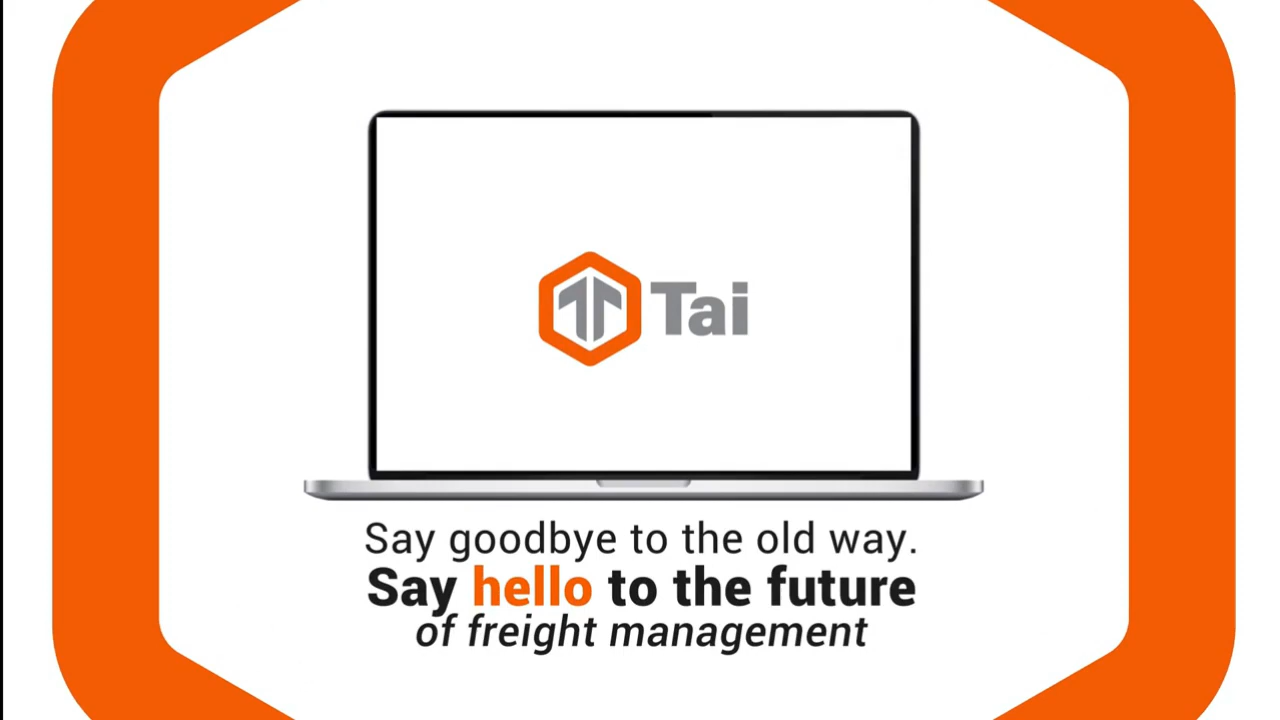 Tai
Say goodbye to the old way.
Say hello to the future
of freight management